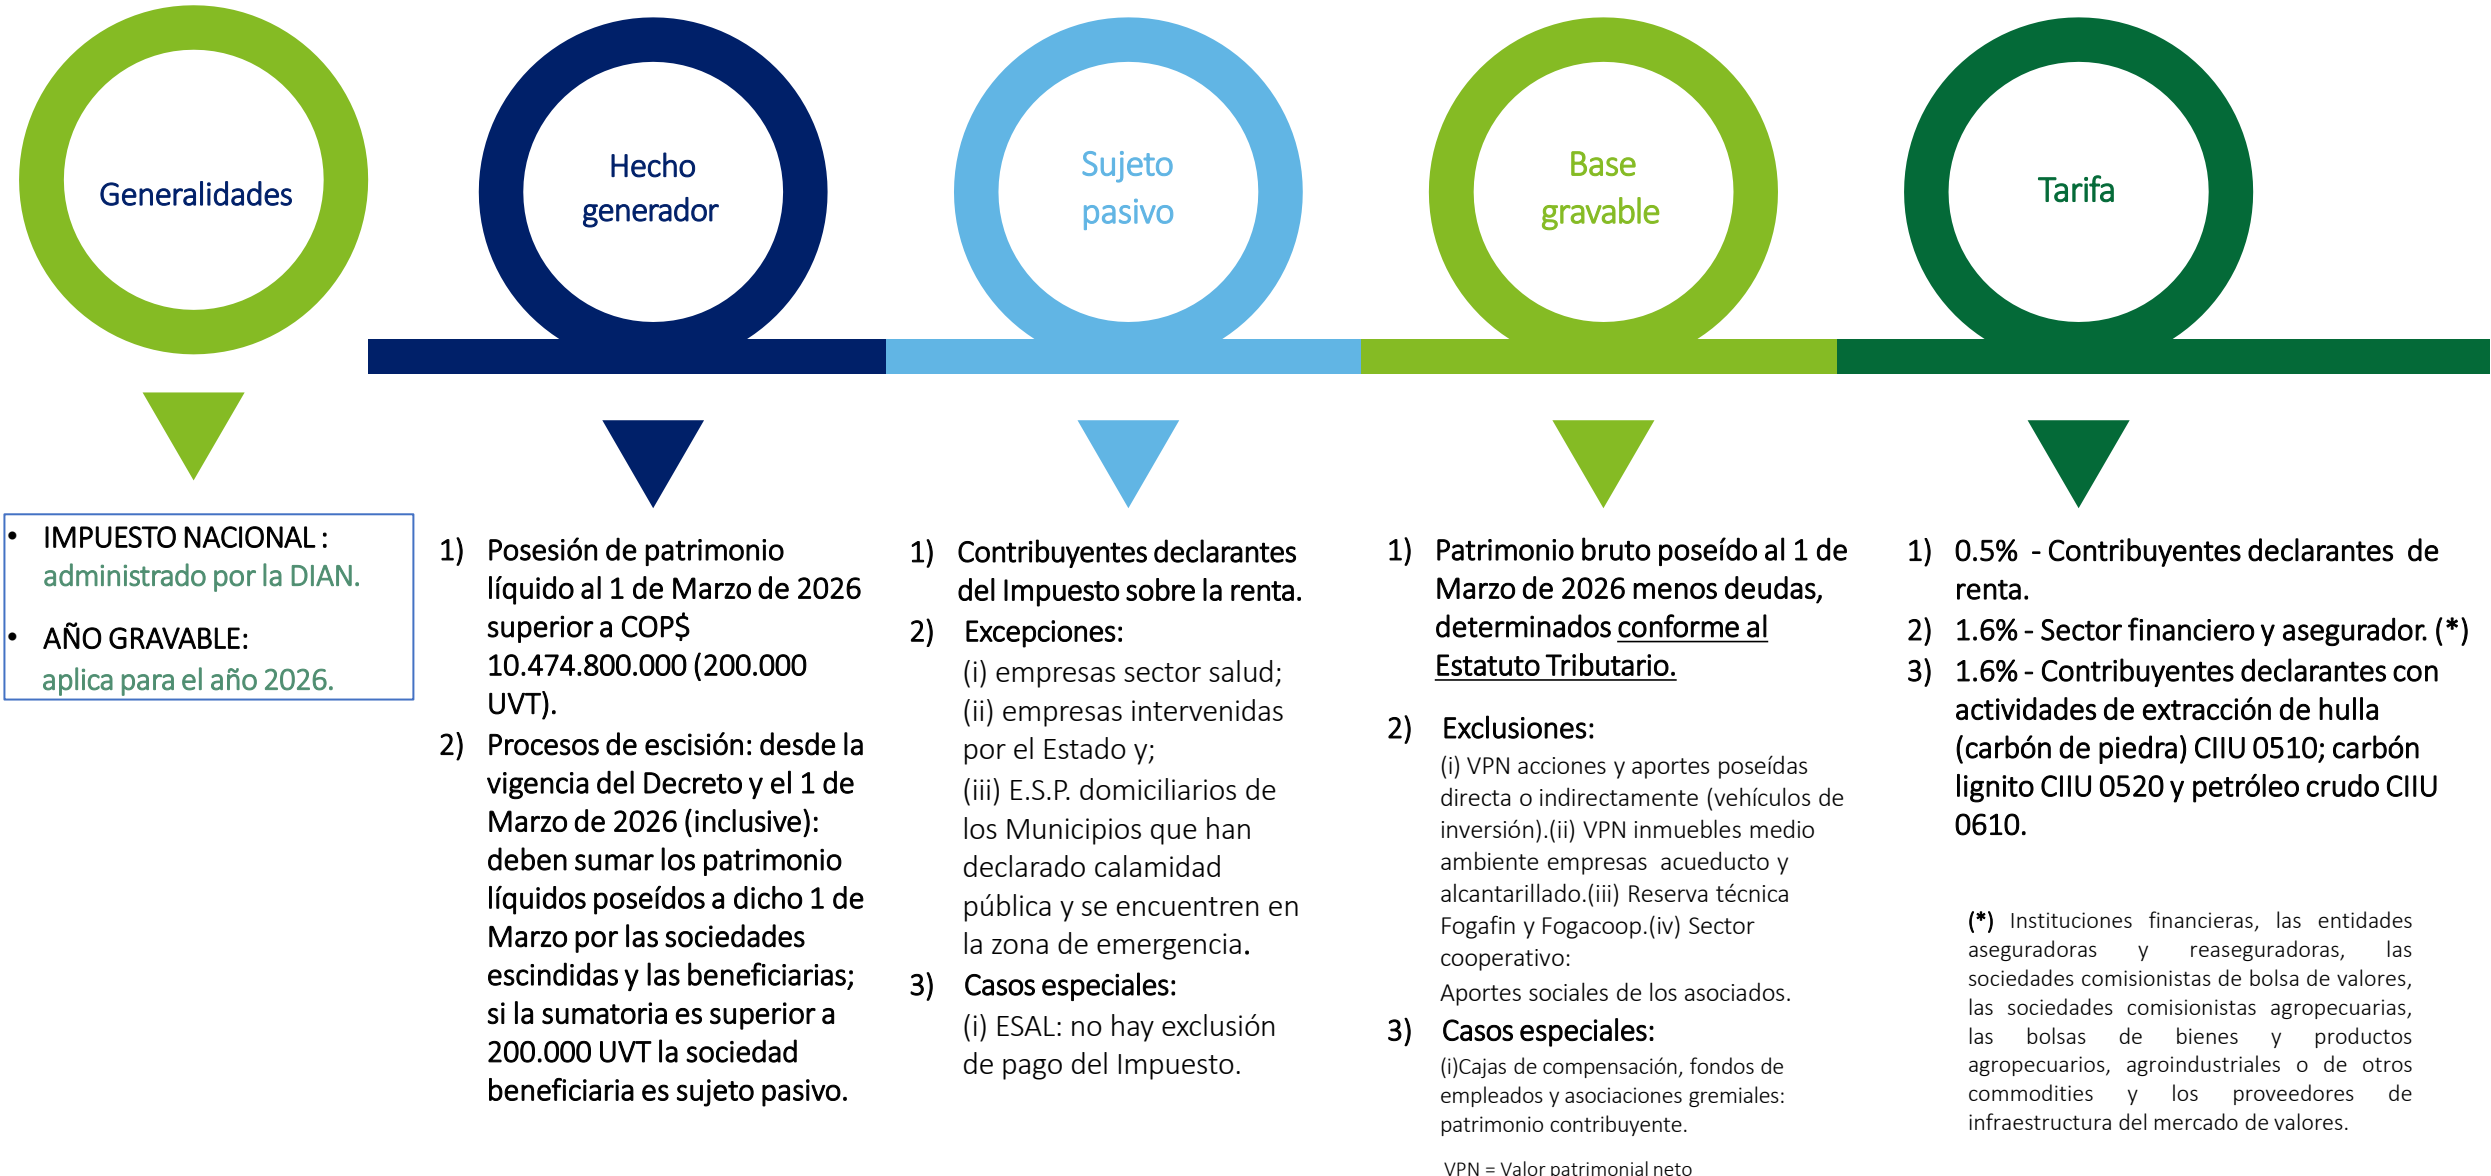 Generalidades
Hecho
generador
Sujeto
pasivo
Base
gravable
Tarifa
• IMPUESTO NACIONAL :
administrado por la DIAN.
• AÑO GRAVABLE:
aplica para el año 2026.
1) Posesión de patrimonio
líquido al 1 de Marzo de 2026
superior a COP$
10.474.800.000 (200.000
UVT).
2) Procesos de escisión: desde la
vigencia del Decreto y el 1 de
Marzo de 2026 (inclusive):
deben sumar los patrimonio
líquidos poseídos a dicho 1 de
Marzo por las sociedades
escindidas y las beneficiarias;
si la sumatoria es superior a
200.000 UVT la sociedad
beneficiaria es sujeto pasivo.
1) Contribuyentes declarantes
del Impuesto sobre la renta.
2) Excepciones:
(i) empresas sector salud;
(ii) empresas intervenidas
por el Estado y;
(iii) E.S.P. domiciliarios de
los Municipios que han
declarado calamidad
pública y se encuentren en
la zona de emergencia.
3) Casos especiales:
(i) ESAL: no hay exclusión
de pago del Impuesto.
1) Patrimonio bruto poseído al 1 de
Marzo de 2026 menos deudas,
determinados conforme al
Estatuto Tributario.
2) Exclusiones:
(i) VPN acciones y aportes poseídas
directa o indirectamente (vehículos de
inversión).(ii) VPN inmuebles medio
ambiente empresas acueducto y
alcantarillado.(iii) Reserva técnica
Fogafin y Fogacoop.(iv) Sector
cooperativo:
Aportes sociales de los asociados.
3) Casos especiales:
(i)Cajas de compensación, fondos de
empleados y asociaciones gremiales:
patrimonio contribuyente.
VPN = Valor patrimonial neto
1) 0.5% - Contribuyentes declarantes de
renta.
2) 1.6% - Sector financiero y asegurador. (*)
3) 1.6% - Contribuyentes declarantes con
actividades de extracción de hulla
(carbón de piedra) CIIU 0510; carbón
lignito CIIU 0520 y petróleo crudo CIIU
0610.
(*) Instituciones financieras, las entidades
aseguradoras y reaseguradoras, las
sociedades comisionistas de bolsa de valores,
las sociedades comisionistas agropecuarias,
las bolsas de bienes y productos
agropecuarios, agroindustriales o de otros
commodities y los proveedores de
infraestructura del mercado de valores.